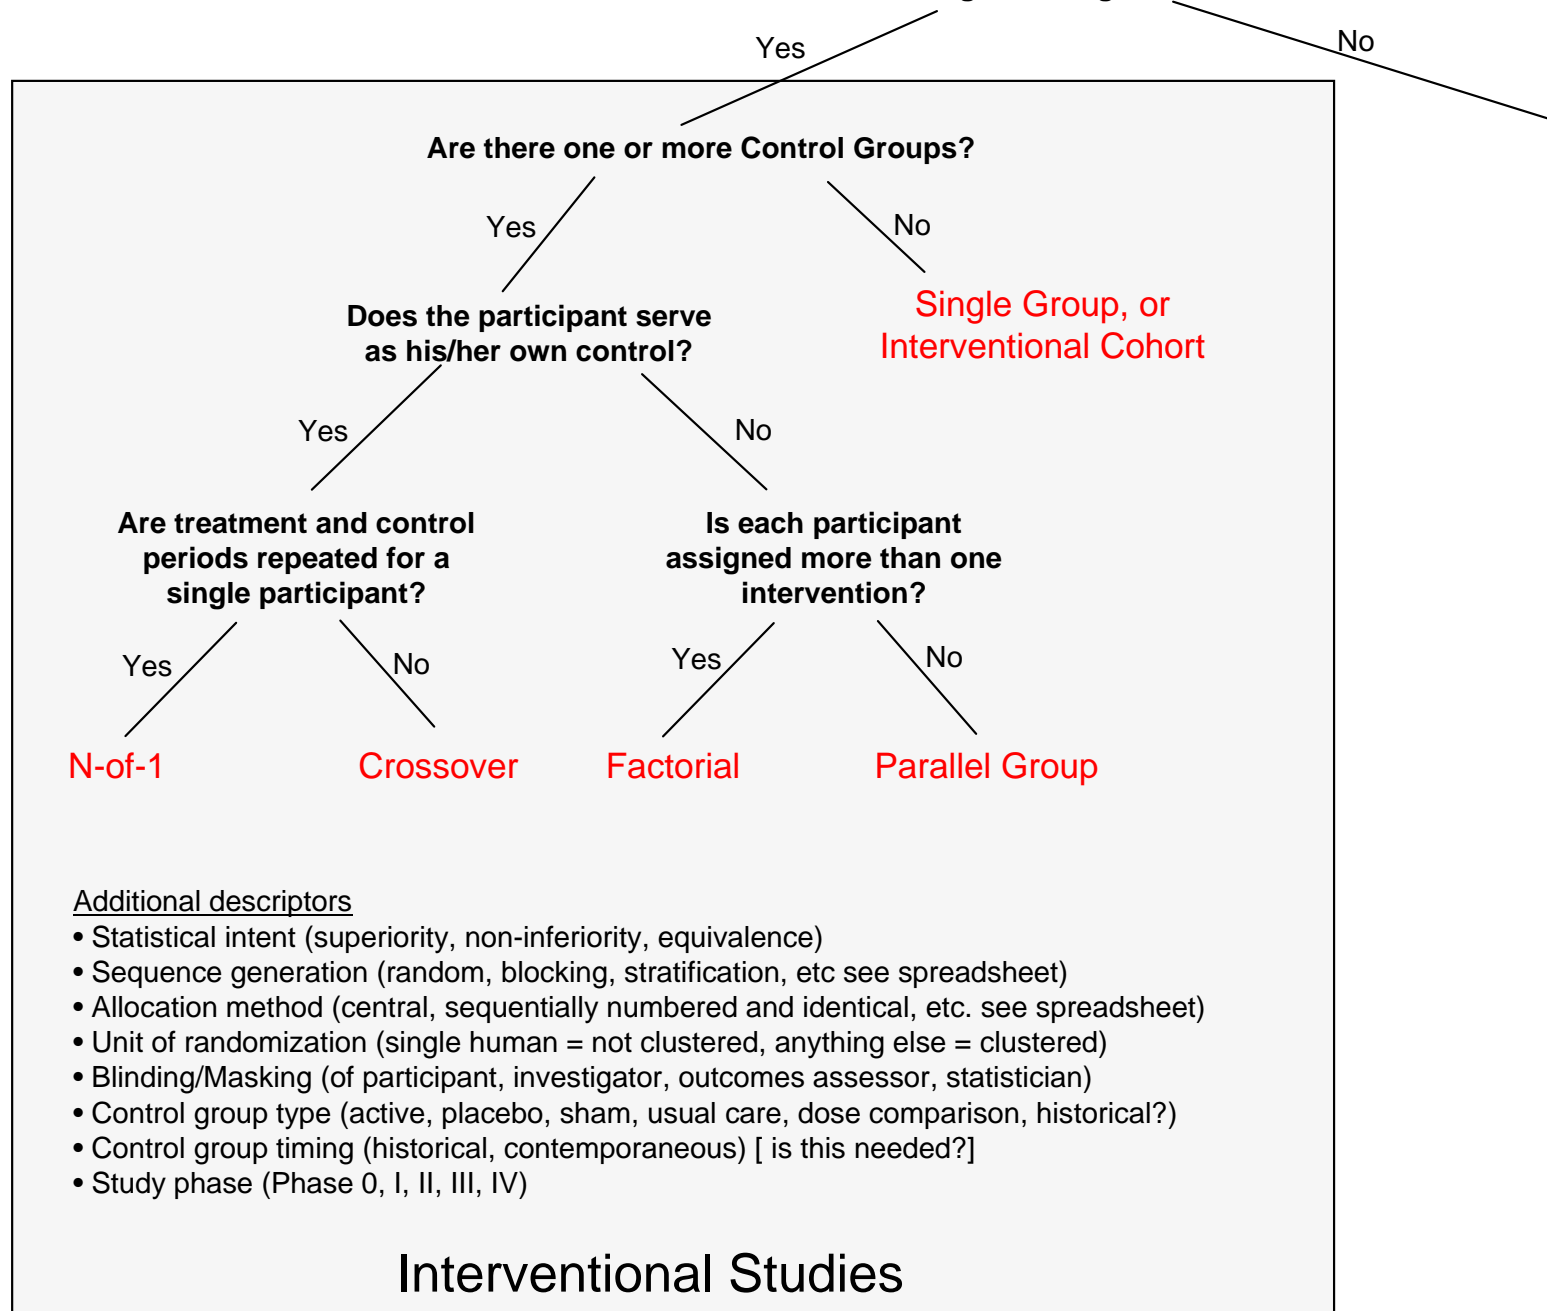 Yes
No
Are there one or more Control Groups?
Yes
No
Does the participant serve
as his/her own control?
Single Group, or
Interventional Cohort
Yes
No
Are treatment and control
periods repeated for a
single participant?
Is each participant
assigned more than one
intervention?
Yes
No
Yes
No
N-of-1
Crossover
Factorial
Parallel Group
Additional descriptors
• Statistical intent (superiority, non-inferiority, equivalence)
• Sequence generation (random, blocking, stratification, etc see spreadsheet)
• Allocation method (central, sequentially numbered and identical, etc. see spreadsheet)
• Unit of randomization (single human = not clustered, anything else = clustered)
• Blinding/Masking (of participant, investigator, outcomes assessor, statistician)
• Control group type (active, placebo, sham, usual care, dose comparison, historical?)
• Control group timing (historical, contemporaneous) [ is this needed?]
• Study phase (Phase 0, I, II, III, IV)
Interventional Studies